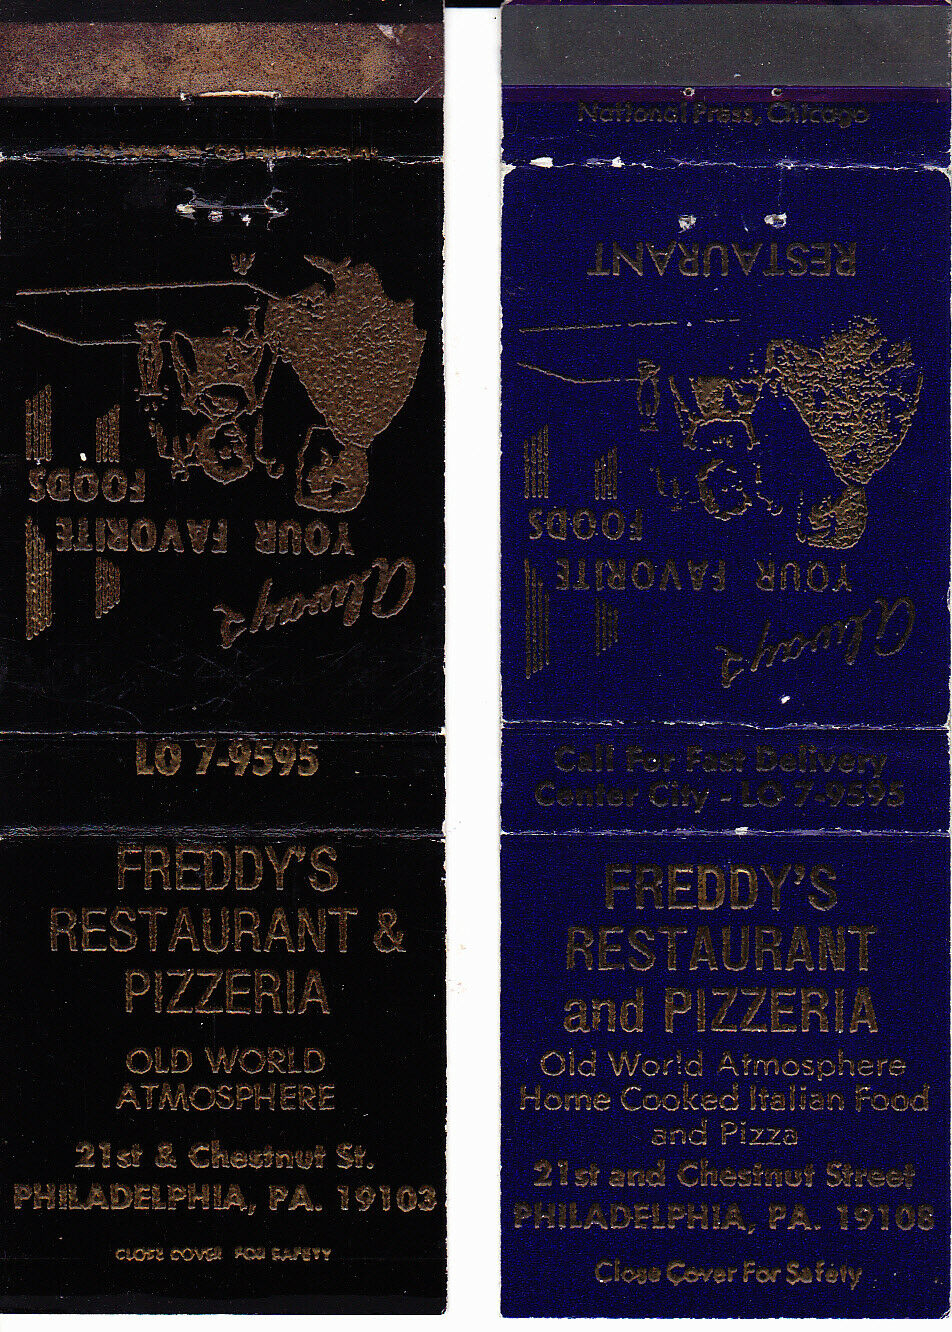 LO 7-9595
FREDDY'S
RESTAURANT &
PIZZERIA
OLD WORLD
ATMOSPHERE
21st & Chestnut St.
PHILADELPHIA, PA. 19103
CLOSE COVER FOR SAFETY
Always
YOUR FAVORITE
FOODS
National Press, Chicago
RESTAURANT
Always
YOUR FAVORITE
FOODS
Call For Fast Delivery
Center City - LO 7-9595
FREDDY'S
RESTAURANT
and PIZZERIA
Old World Atmosphere
Home Cooked Italian Food
and Pizza
21st and Chestnut Street
PHILADELPHIA, PA. 19108
Close Cover For Safety